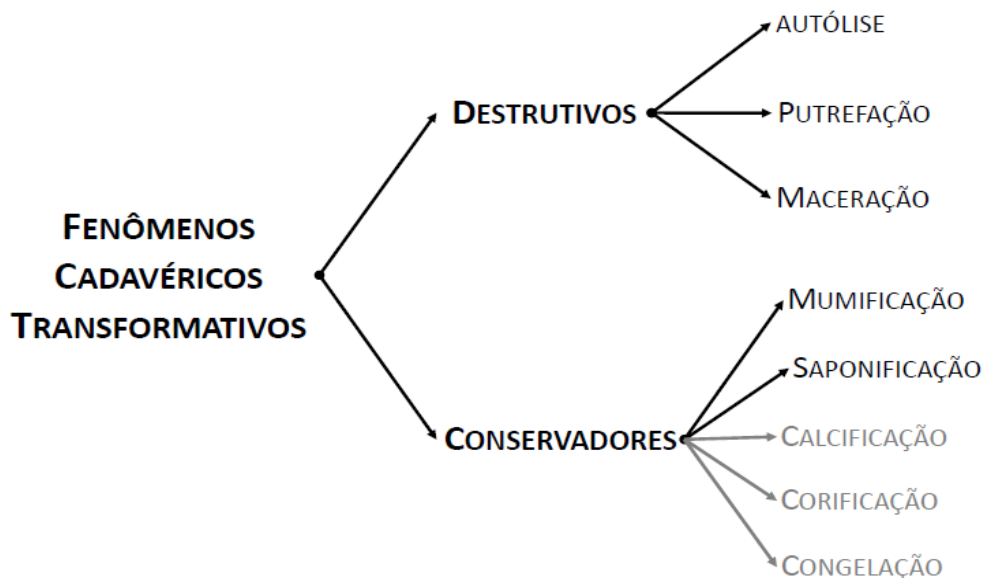 FENÔMENOS
CADAVÉRICOS
TRANSFORMATIVOS
DESTRUTIVOS
AUTÓLISE
PUTREFAÇÃO
MACERAÇÃO
CONSERVADORES
MUMIFICAÇÃO
SAPONIFICAÇÃO
CALCIFICAÇÃO
CORIFICAÇÃO
CONGELAÇÃO